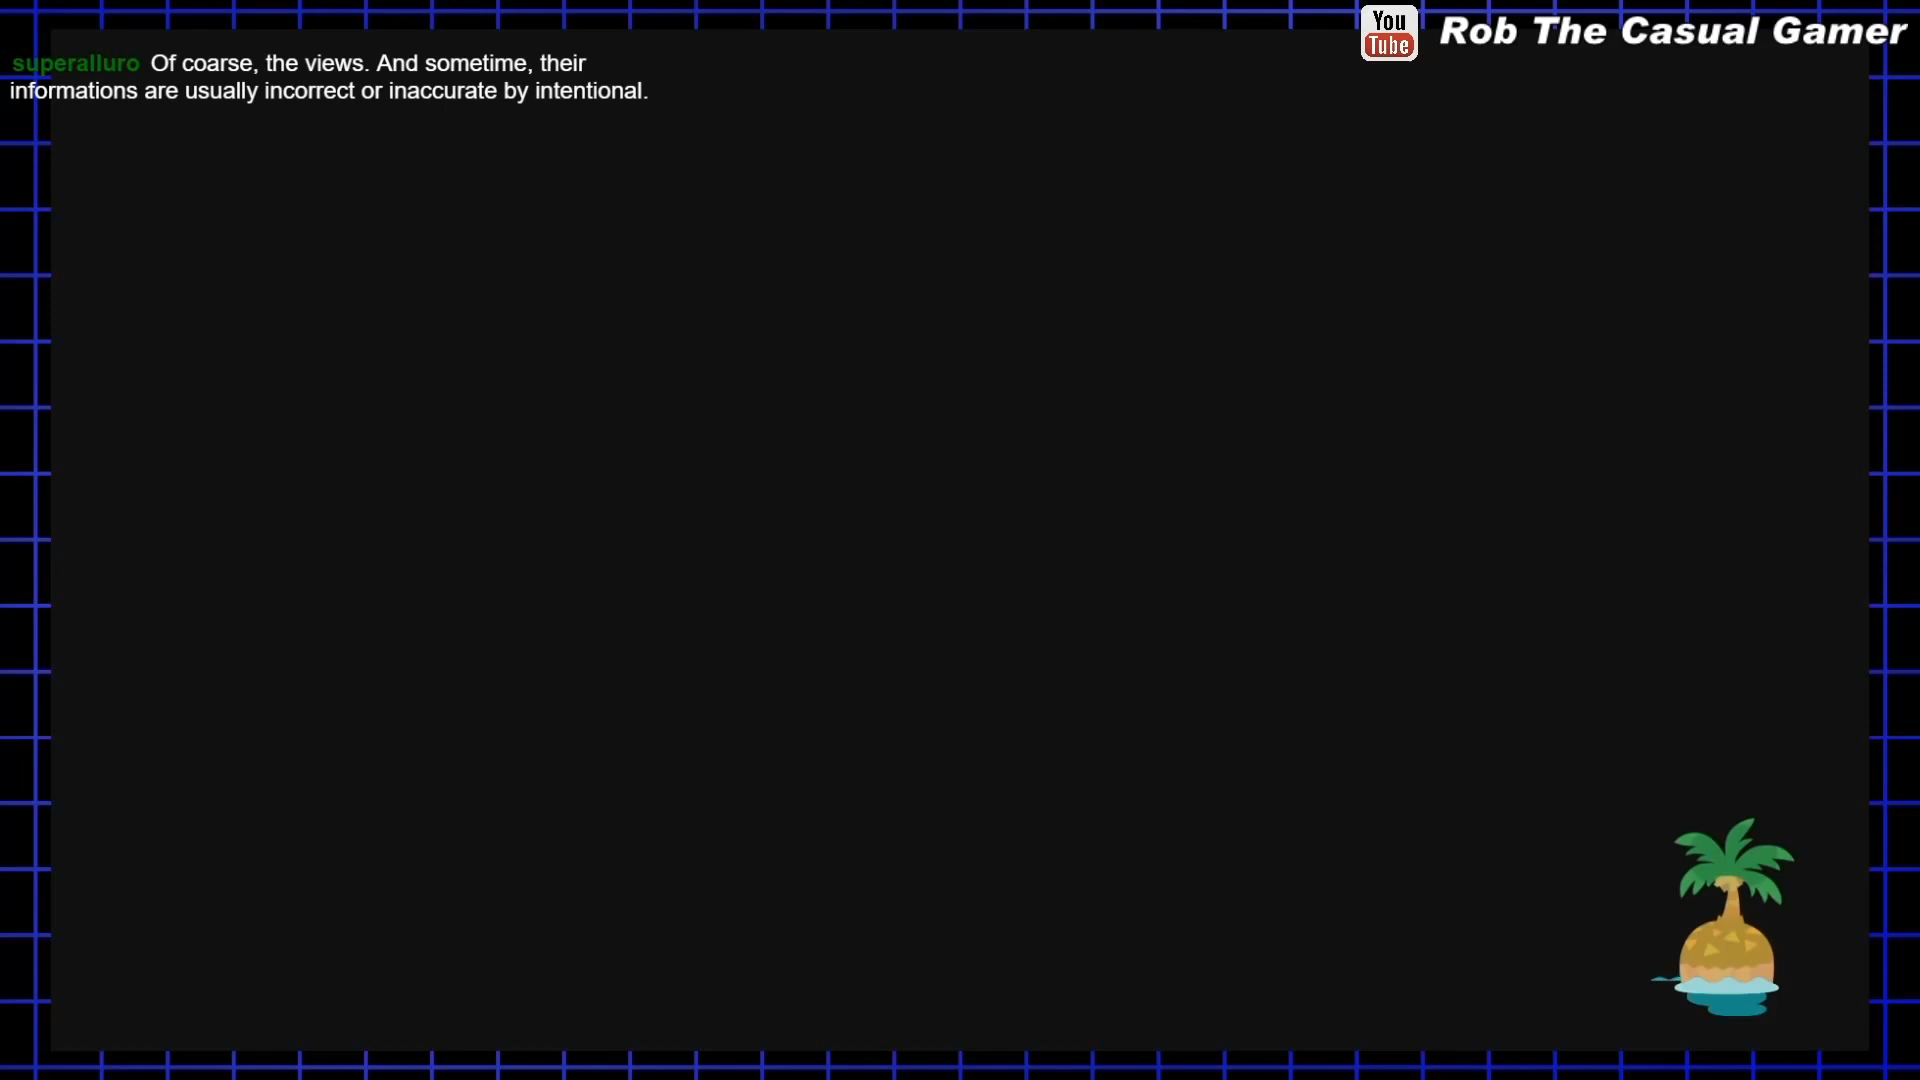 You
Tube
Rob The Casual Gamer
superalluro Of coarse, the views. And sometime, their
informations are usually incorrect or inaccurate by intentional.